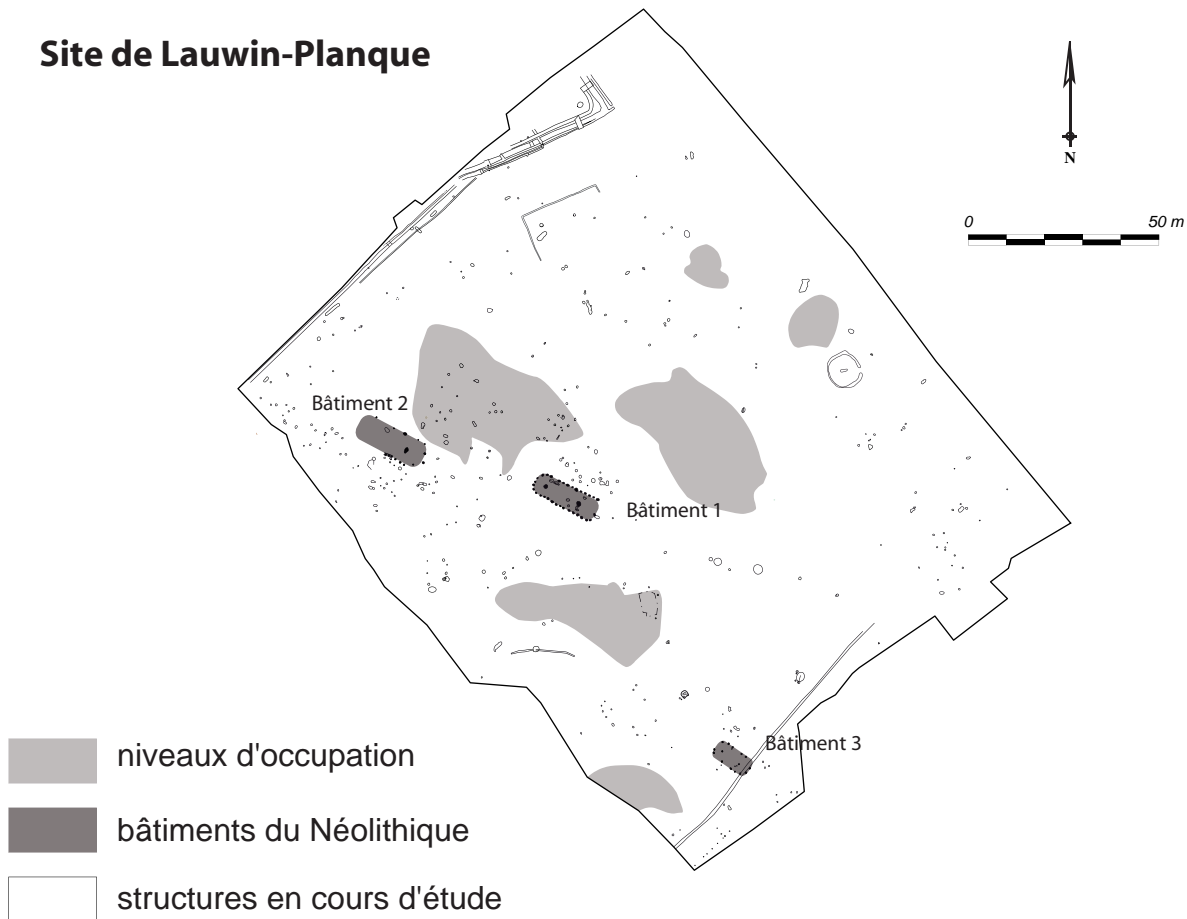 Site de Lauwin-Planque
N
0 50 m
Bâtiment 2
Bâtiment 1
Bâtiment 3
niveaux d'occupation
bâtiments du Néolithique
structures en cours d'étude